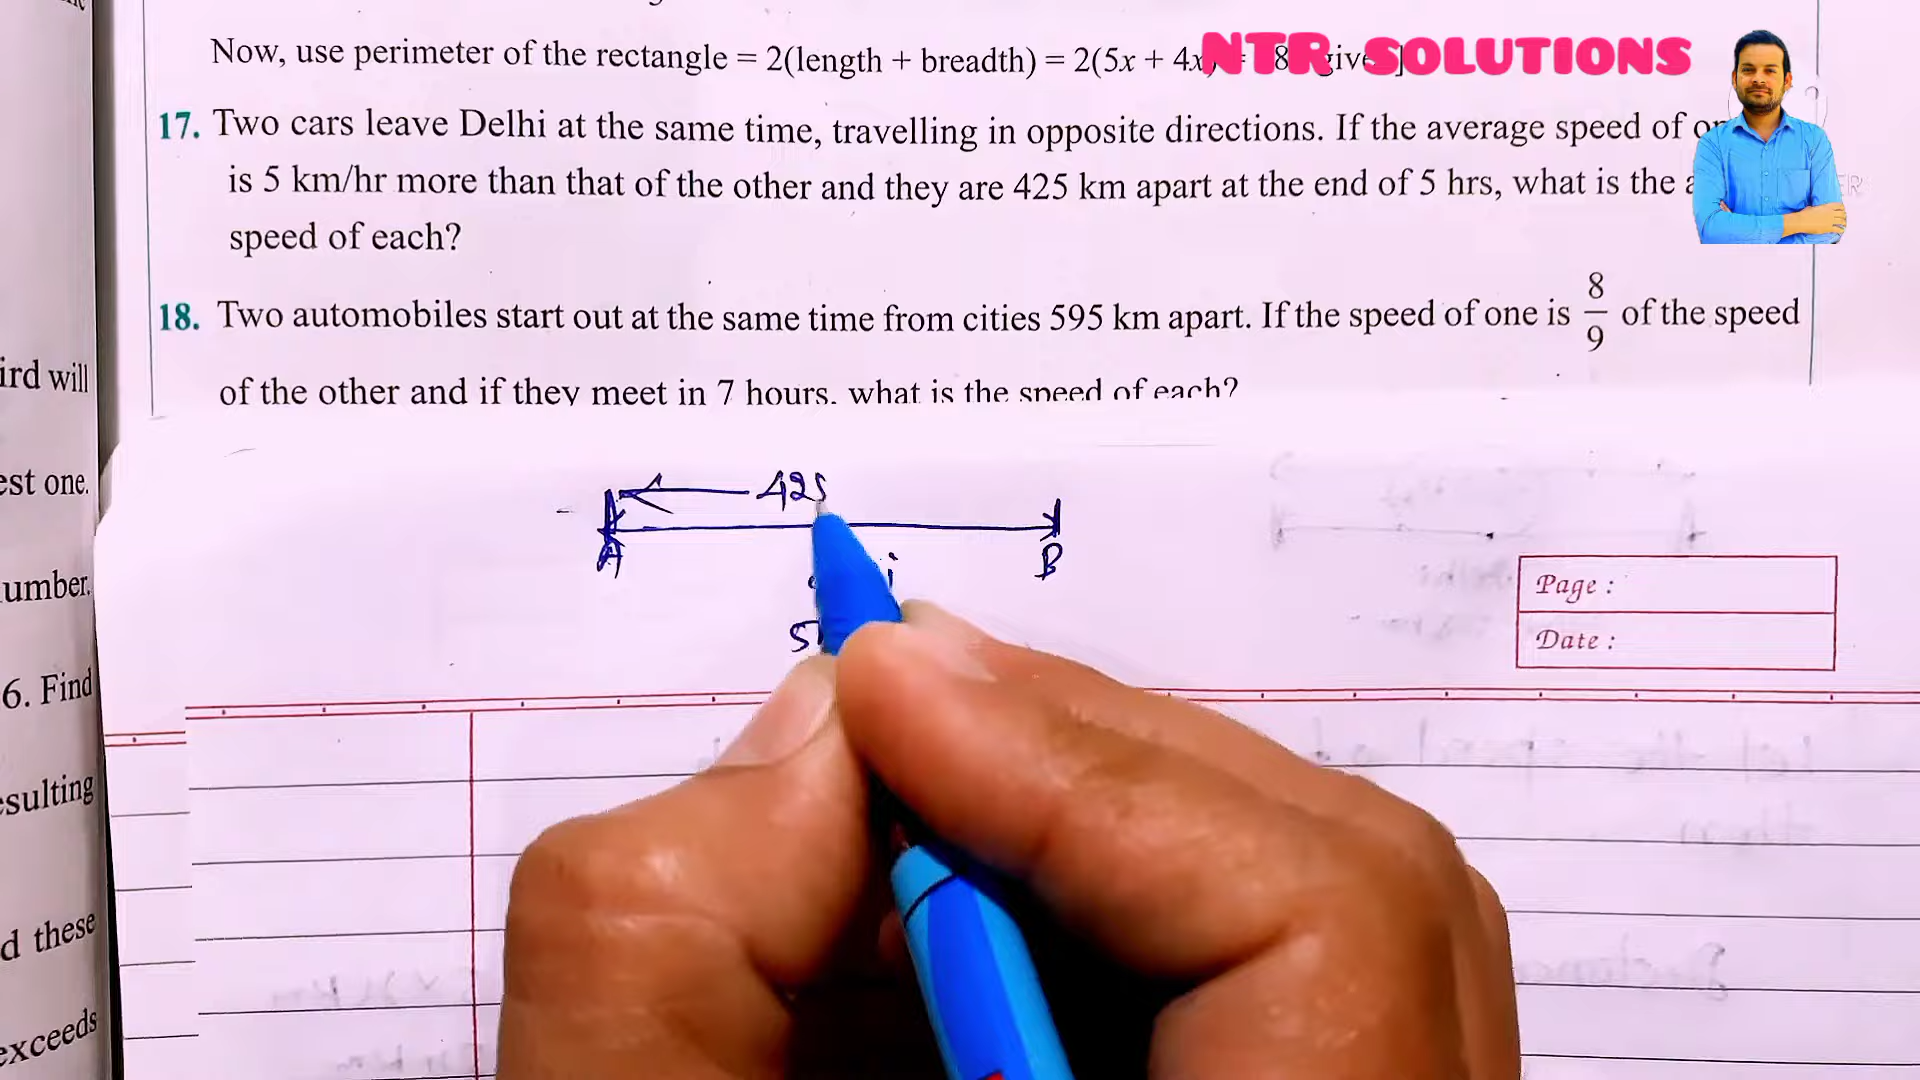 Now, use perimeter of the rectangle = 2(length + breadth) = 2(5x + 4x
NTR SOLUTIONS
17. Two cars leave Delhi at the same time, travelling in opposite directions. If the average speed of
is 5 km/hr more than that of the other and they are 425 km apart at the end of 5 hrs, what is the
speed of each?
18. Two automobiles start out at the same time from cities 595 km apart. If the speed of one is 8/9 of the speed
of the other and if they meet in 7 hours, what is the speed of each?
ird will
est one.
umber.
6. Find
esulting
d these
exceeds
425
A
B
Page :
Date :